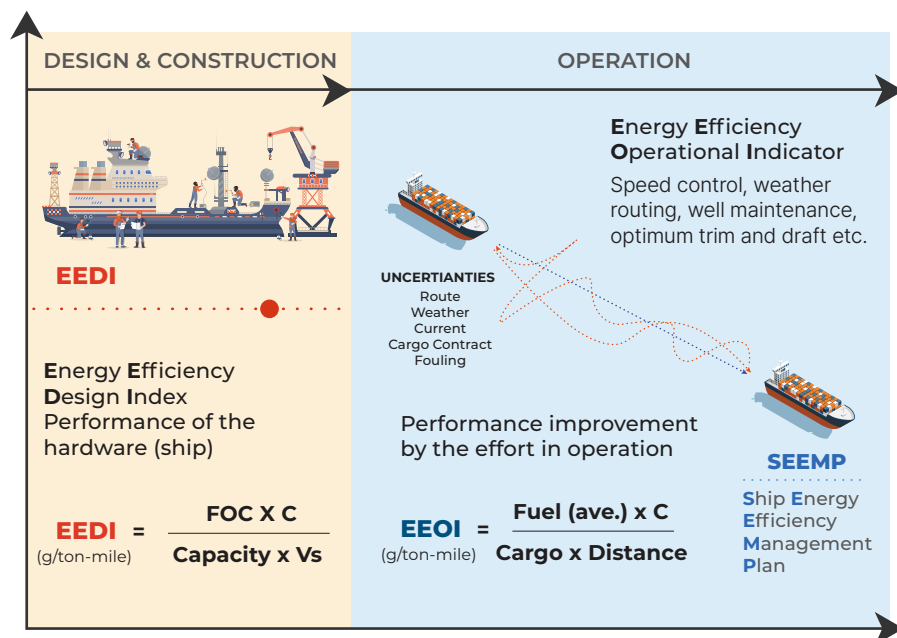 DESIGN & CONSTRUCTION
OPERATION
EEDI
Energy Efficiency
Design Index
Performance of the
hardware (ship)
EEDI
(g/ton-mile)
=
FOC X C
Capacity x Vs
Energy Efficiency
Operational Indicator
Speed control, weather
routing, well maintenance,
optimum trim and draft etc.
UNCERTIANTIES
Route
Weather
Current
Cargo Contract
Fouling
Performance improvement
by the effort in operation
EEOI
(g/ton-mile)
=
Fuel (ave.) x C
Cargo x Distance
SEEMP
Ship Energy
Efficiency
Management
Plan